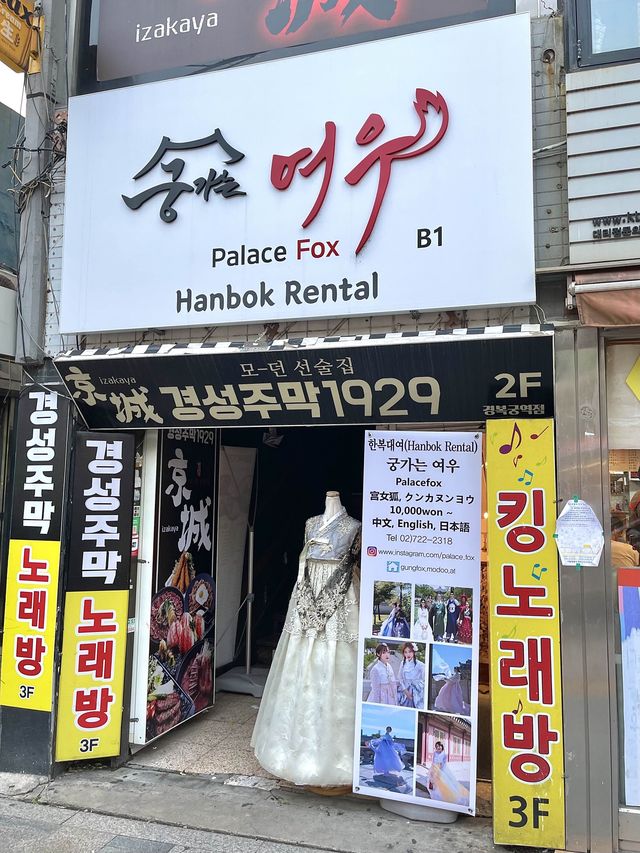 izakaya
京城
궁가는 여우
Palace Fox
B1
Hanbok Rental
京城
izakaya
모-던 선술집
경성주막1929
2F
경복궁역점
경성주막
노래방
3F
경성주막
노래방
3F
경성주막1929
京城
izakaya
한복대여(Hanbok Rental)
궁가는 여우
Palacefox
宮女狐, クンカヌンヨウ
10,000won ~
中文, English, 日本語
Tel 02)722-2318
www.instagram.com/palace.fox
gungfox.modoo.at
킹노래방
3F